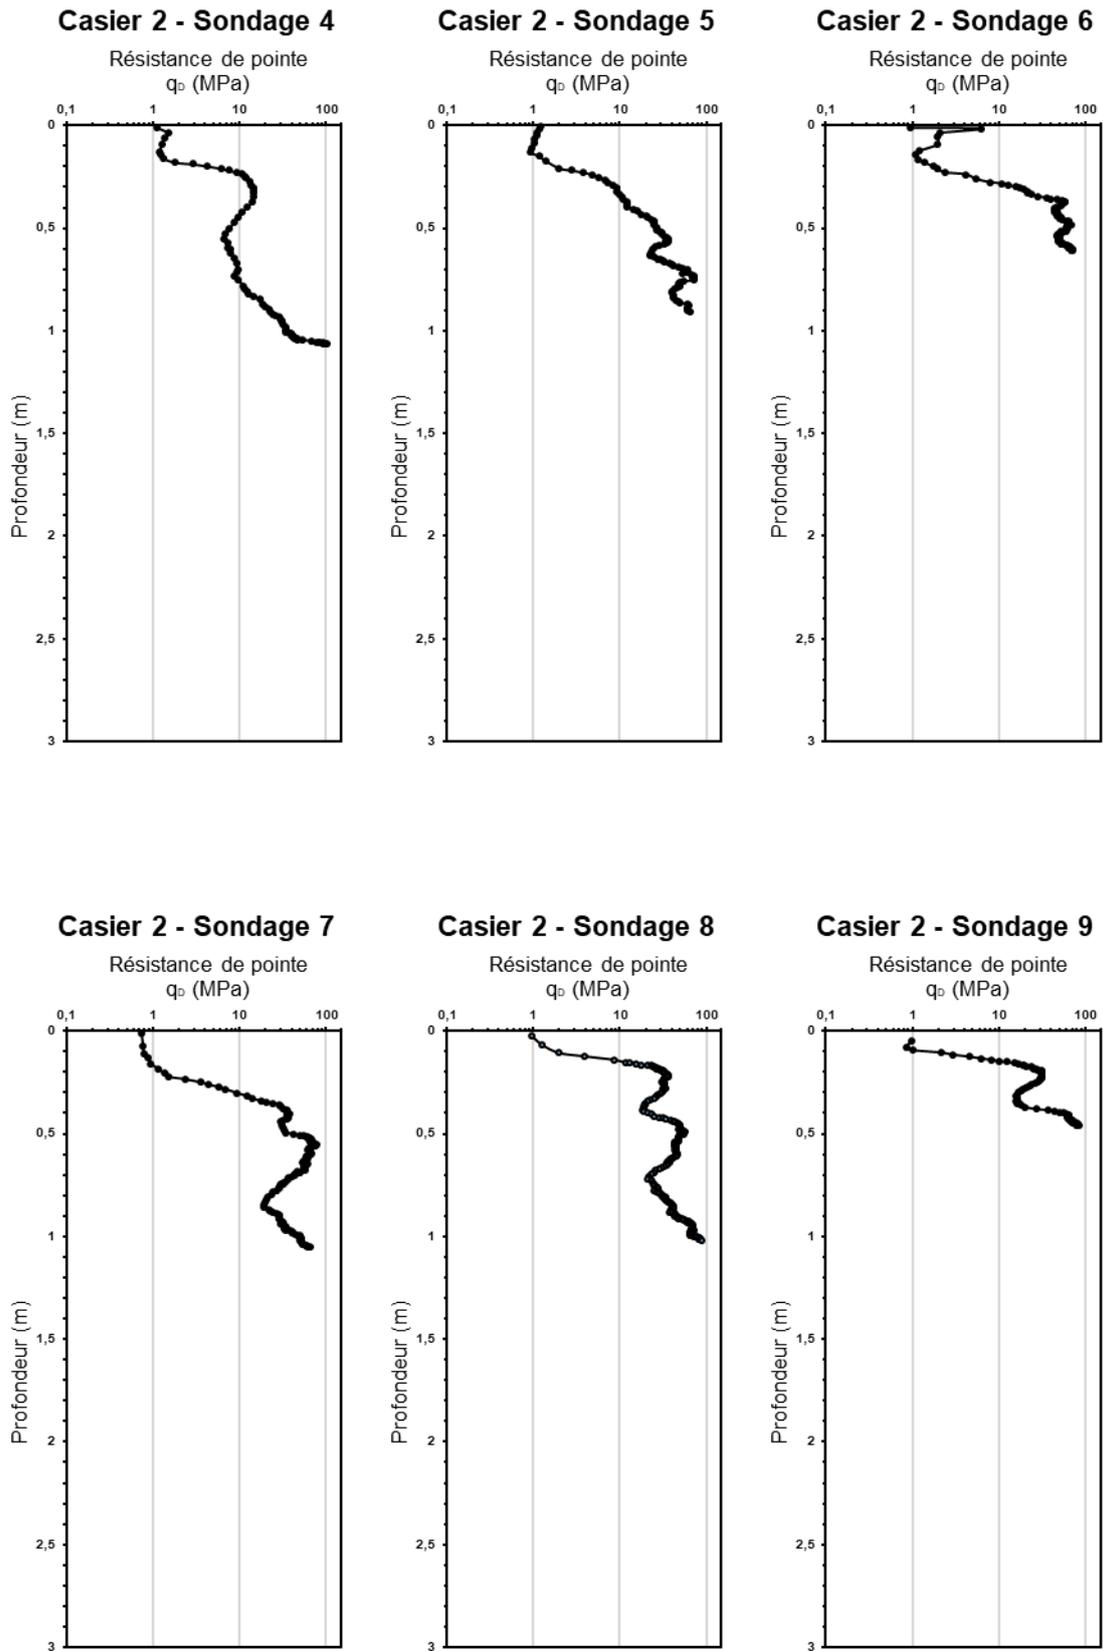 Casier 2 - Sondage 4
Résistance de pointe
qD (MPa)
0,1 1 10 100
0
0,5
1
1,5
2
2,5
3
Profondeur (m)
Casier 2 - Sondage 5
Résistance de pointe
qD (MPa)
0,1 1 10 100
0
0,5
1
1,5
2
2,5
3
Profondeur (m)
Casier 2 - Sondage 6
Résistance de pointe
qD (MPa)
0,1 1 10 100
0
0,5
1
1,5
2
2,5
3
Profondeur (m)
Casier 2 - Sondage 7
Résistance de pointe
qD (MPa)
0,1 1 10 100
0
0,5
1
1,5
2
2,5
3
Profondeur (m)
Casier 2 - Sondage 8
Résistance de pointe
qD (MPa)
0,1 1 10 100
0
0,5
1
1,5
2
2,5
3
Profondeur (m)
Casier 2 - Sondage 9
Résistance de pointe
qD (MPa)
0,1 1 10 100
0
0,5
1
1,5
2
2,5
3
Profondeur (m)